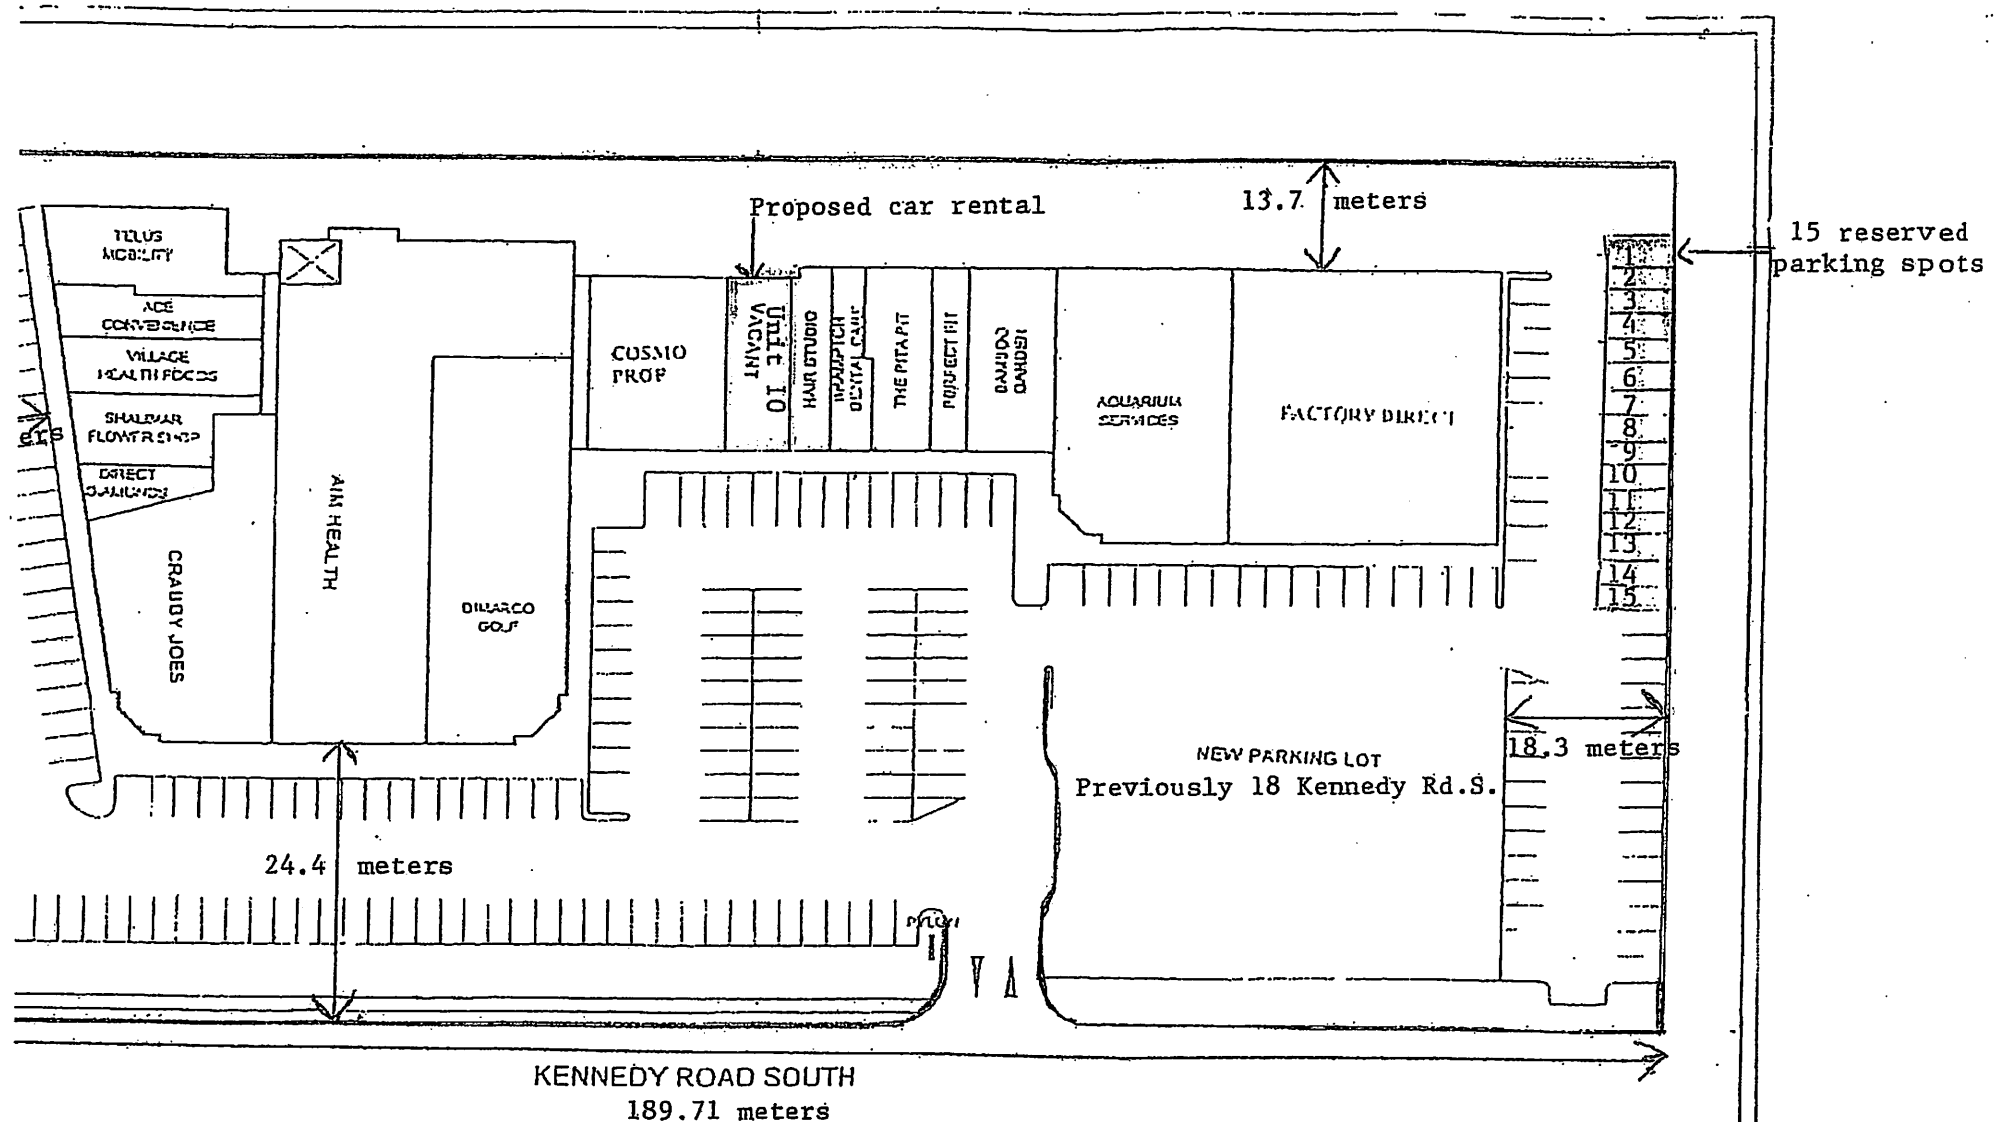 Proposed car rental
13.7 meters
15 reserved
parking spots
TELUS
MOBILITY
ACE
CONVENIENCE
VILLAGE
HEALTH FOODS
SHALIMAR
FLOWER SHOP
DIRECT
ers
CRAUDY JOES
AIM HEALTH
DIMARCO
GOLF
COSMO
PROF
Unit 10
VACANT
HAIR STUDIO
THE PITA PIT
PERFECT FIT
AQUARIUM
SERVICES
FACTORY DIRECT
1
2
3
4
5
6
7
8
9
10
11
12
13
14
15
18.3 meters
NEW PARKING LOT
Previously 18 Kennedy Rd.S.
24.4 meters
PYLON
KENNEDY ROAD SOUTH
189.71 meters